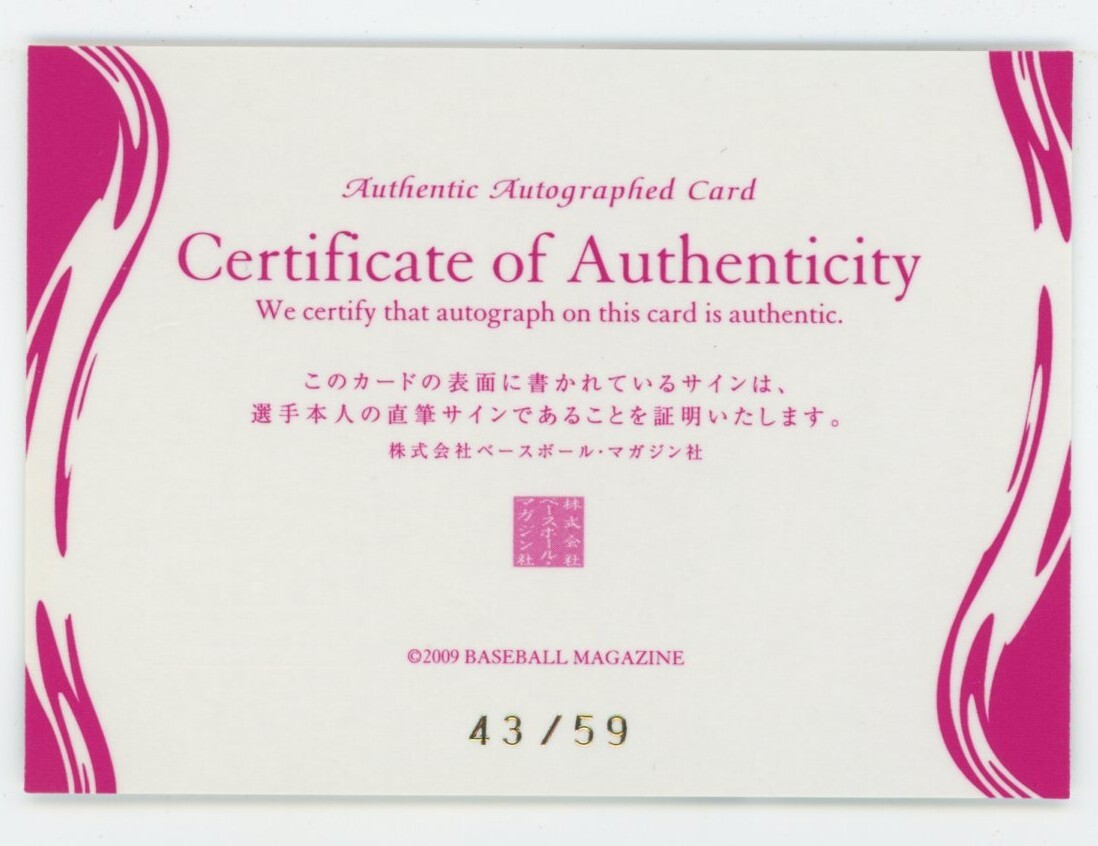 Authentic Autographed Card
Certificate of Authenticity
We certify that autograph on this card is authentic.
このカードの表面に書かれているサインは、
選手本人の直筆サインであることを証明いたします。
株式会社ベースボール・マガジン社
株式会社
ベースボール・
マガジン社
©2009 BASEBALL MAGAZINE
43/59